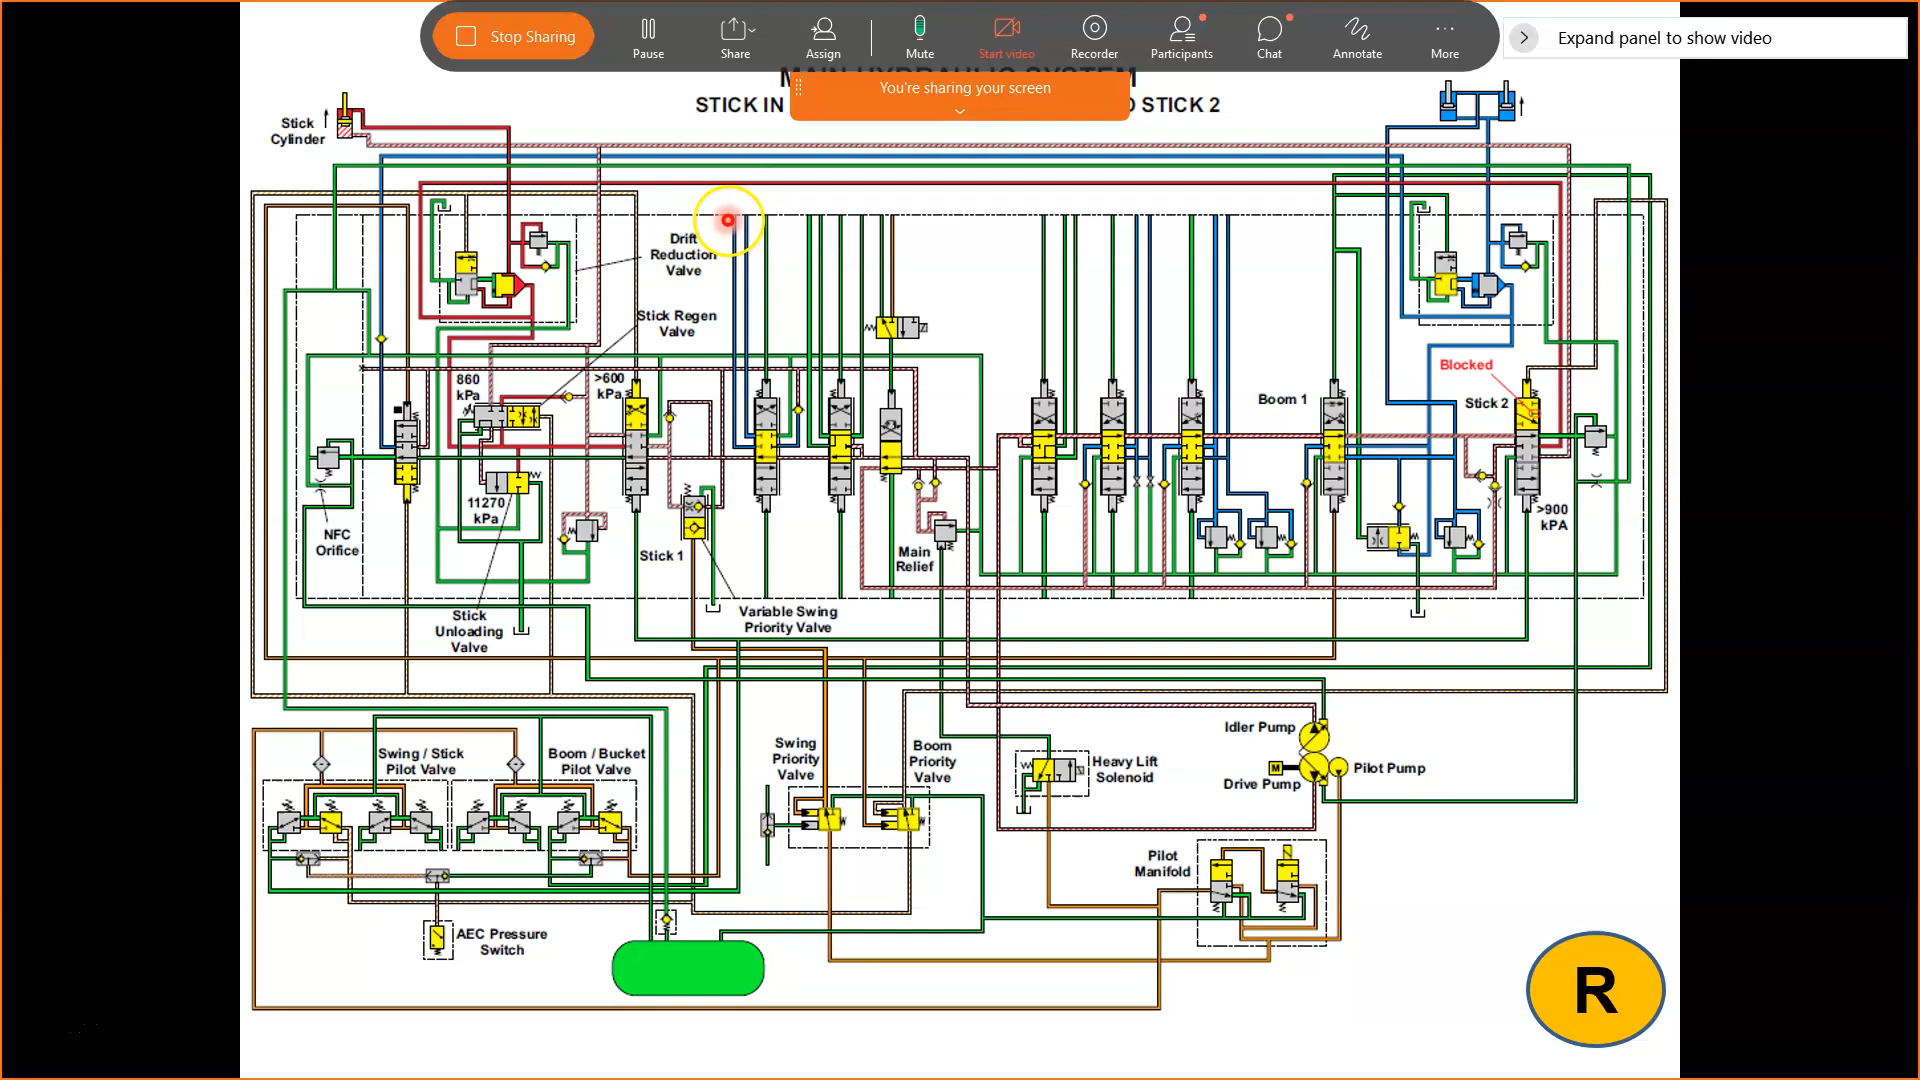 Stop Sharing
Pause
Share
Assign
Mute
Start video
Recorder
Participants
Chat
Annotate
More
Expand panel to show video
You're sharing your screen
MAIN HYDRAULIC SYSTEM
STICK IN
STICK 2
Stick
Cylinder
Drift
Reduction
Valve
Stick Regen
Valve
860
kPa
>600
kPa
Boom 1
Blocked
Stick 2
11270
kPa
NFC
Orifice
Stick 1
Main
Relief
>900
kPA
Stick
Unloading
Valve
Variable Swing
Priority Valve
Swing / Stick
Pilot Valve
Boom / Bucket
Pilot Valve
Swing
Priority
Valve
Boom
Priority
Valve
Heavy Lift
Solenoid
Idler Pump
M
Pilot Pump
Drive Pump
Pilot
Manifold
AEC Pressure
Switch
R